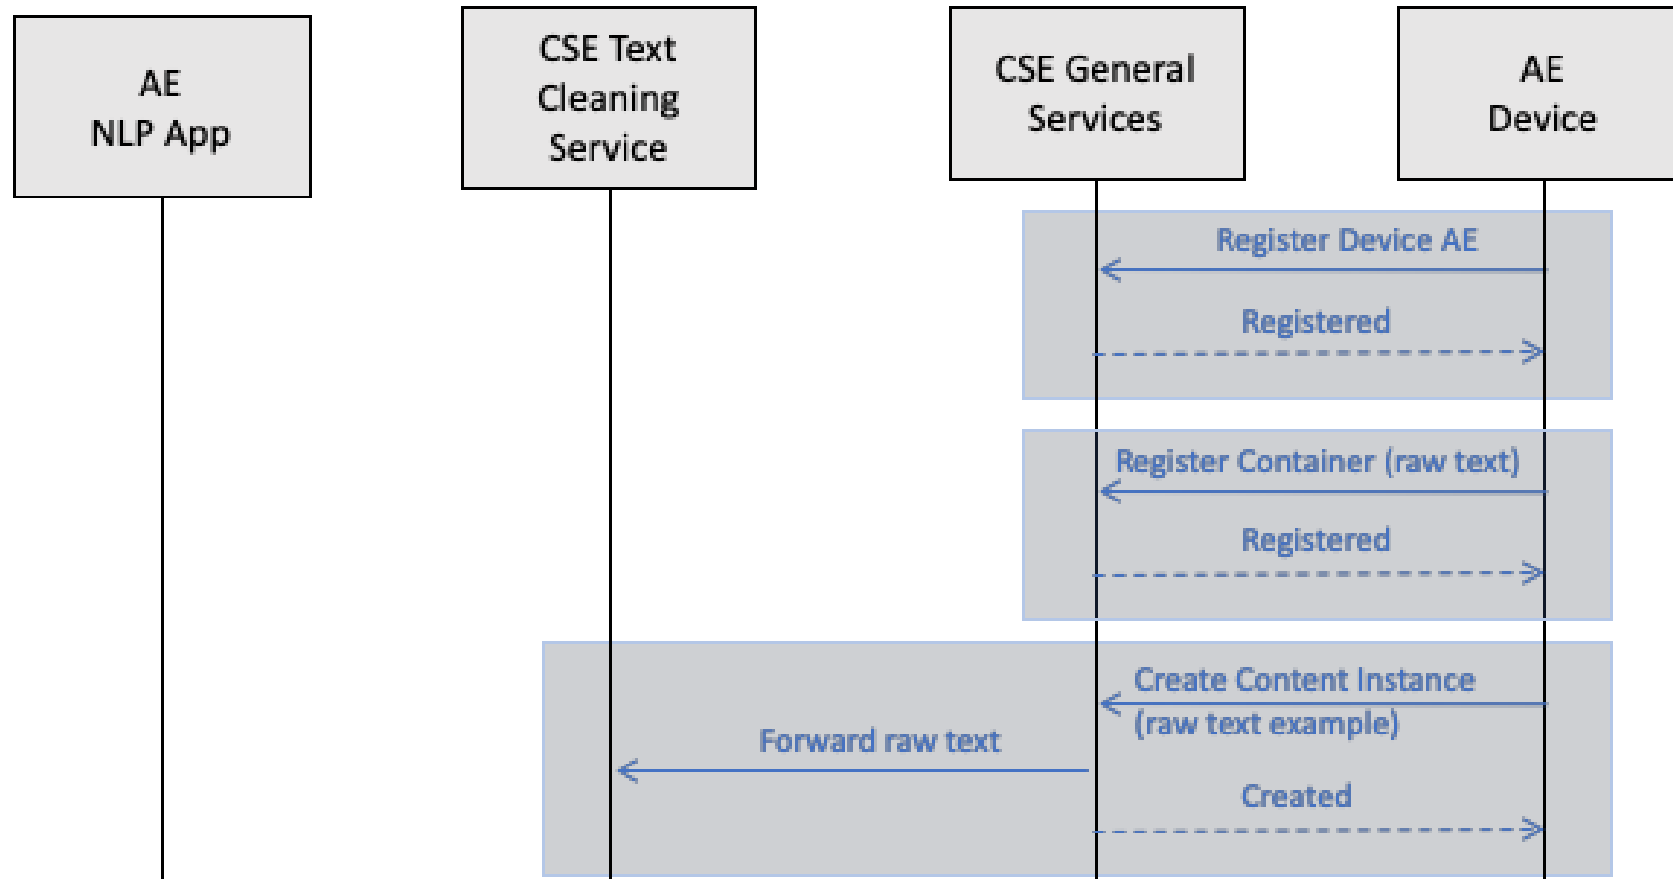 AE
NLP App
CSE Text
Cleaning
Service
CSE General
Services
AE
Device
Register Device AE
Registered
Register Container (raw text)
Registered
Create Content Instance
(raw text example)
Forward raw text
Created